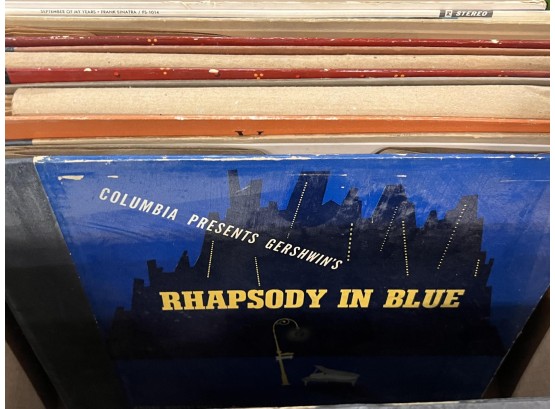 SEPTEMBER OF MY YEARS • FRANK SINATRA / FS 1014
STEREO
COLUMBIA PRESENTS GERSHWIN'S
RHAPSODY IN BLUE